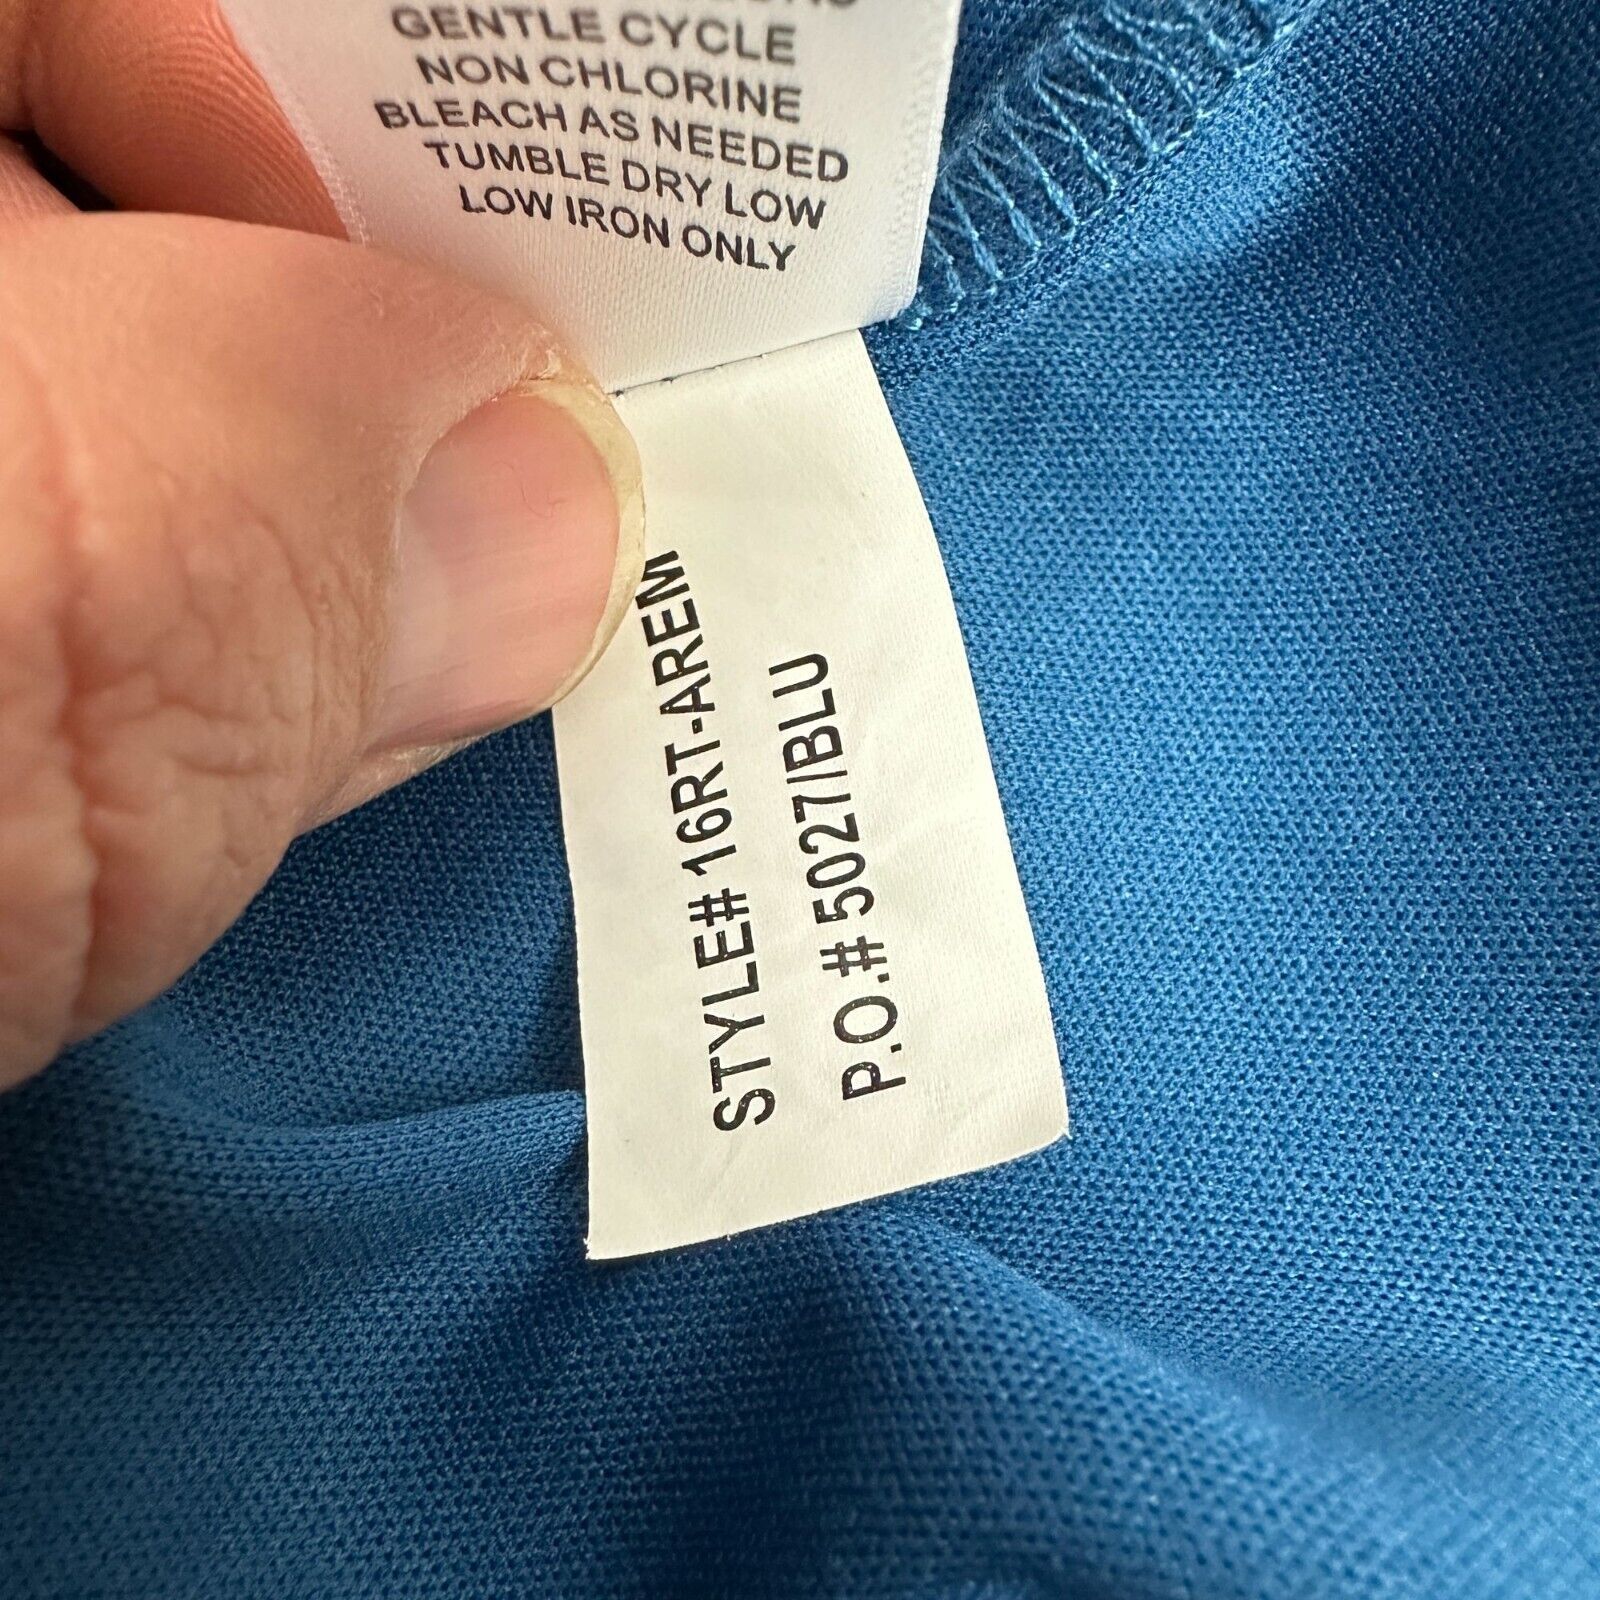 GENTLE CYCLE
NON CHLORINE
BLEACH AS NEEDED
TUMBLE DRY LOW
LOW IRON ONLY
STYLE# 16RT-AREM
P.O.# 5027/BLU